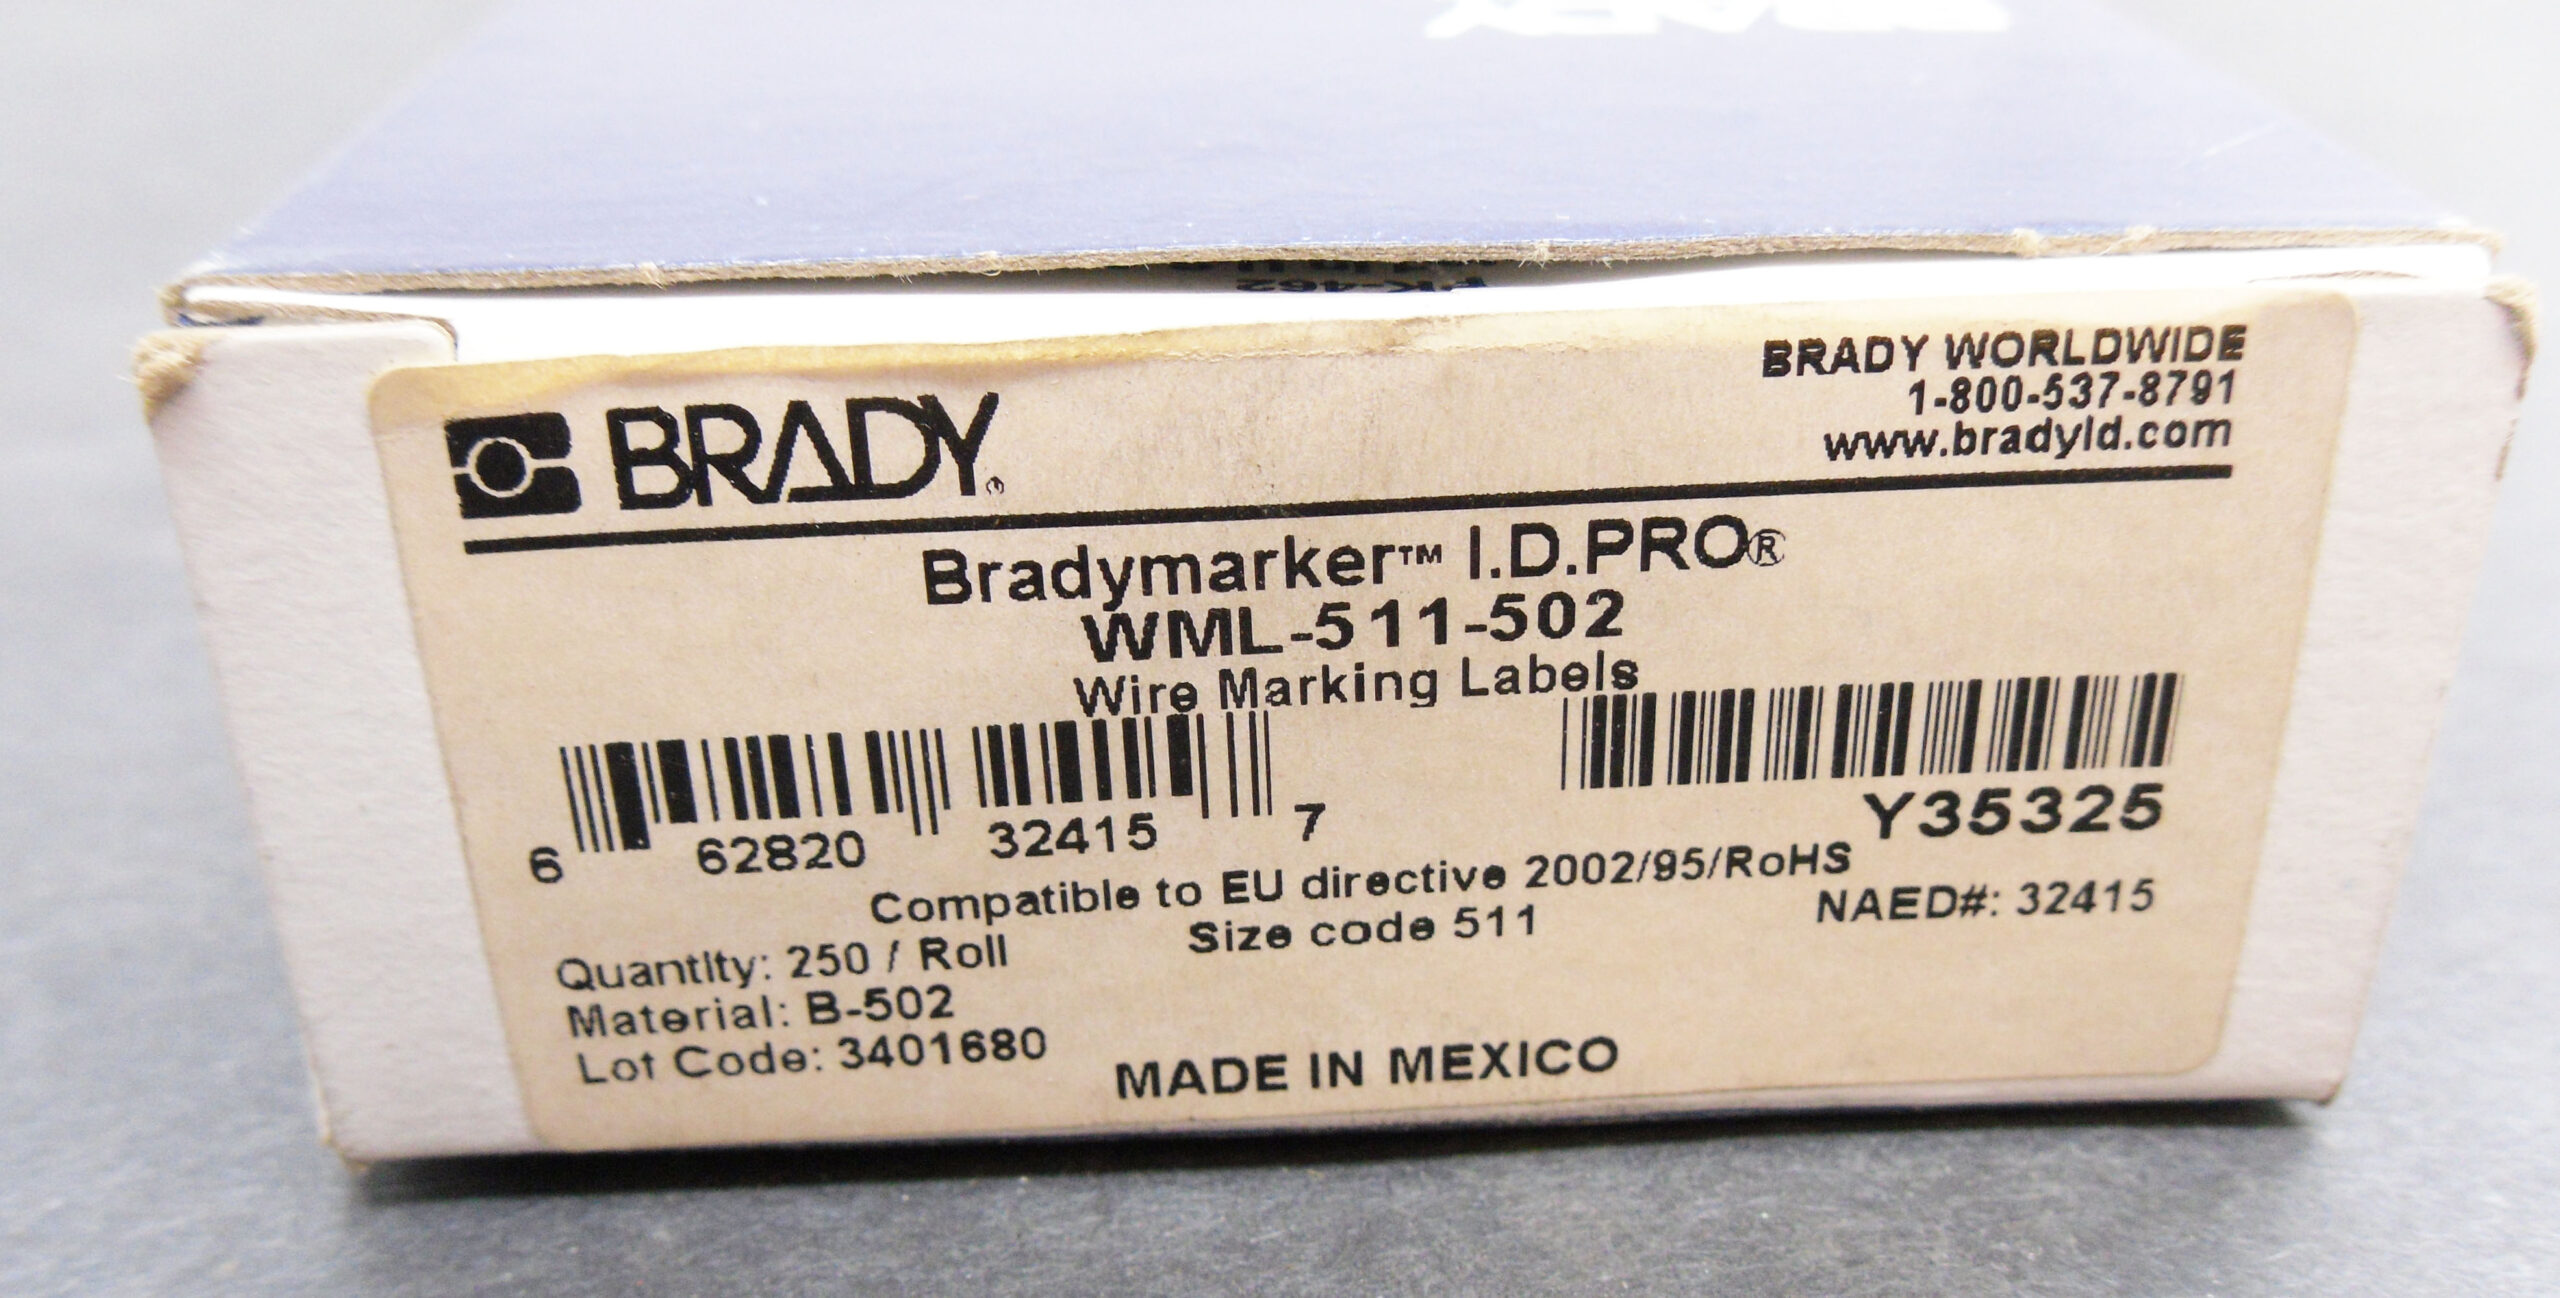 BRADY
BRADY WORLDWIDE
1-800-537-8791
www.bradyid.com
Bradymarker™ I.D.PRO®
WML-511-502
Wire Marking Labels
6 62820 32415 7
Y35325
Compatible to EU directive 2002/95/RoHS
Size code 511
NAED#: 32415
Quantity: 250 / Roll
Material: B-502
Lot Code: 3401680
MADE IN MEXICO